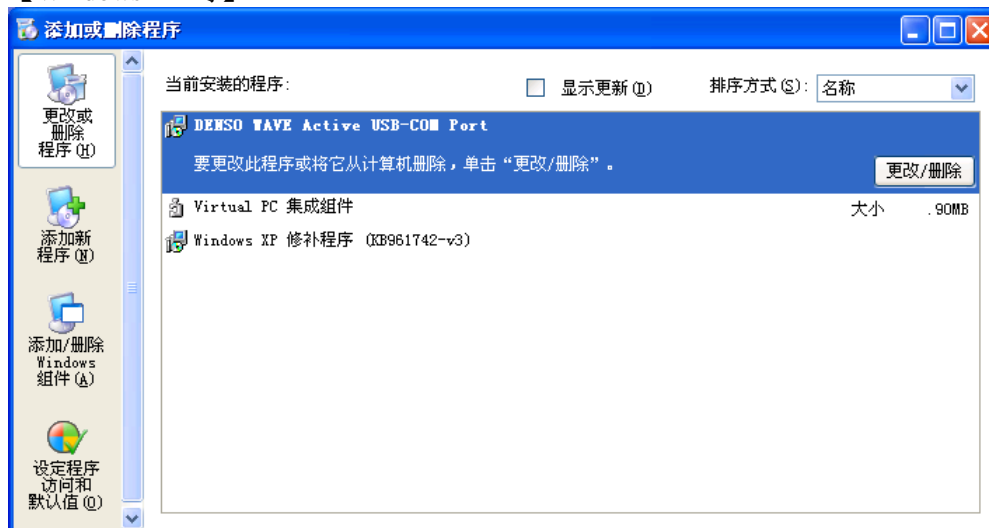 添加或删除程序
当前安装的程序:
显示更新(D)
排序方式(S):
名称
更改或
删除
程序(H)
DENSO WAVE Active USB-COM Port
要更改此程序或将它从计算机删除,单击“更改/删除”。
更改/删除
Virtual PC 集成组件
大小
.90MB
Windows XP 修补程序 (KB961742-v3)
添加新
程序(N)
添加/删除
Windows
组件(A)
设定程序
访问和
默认值(O)